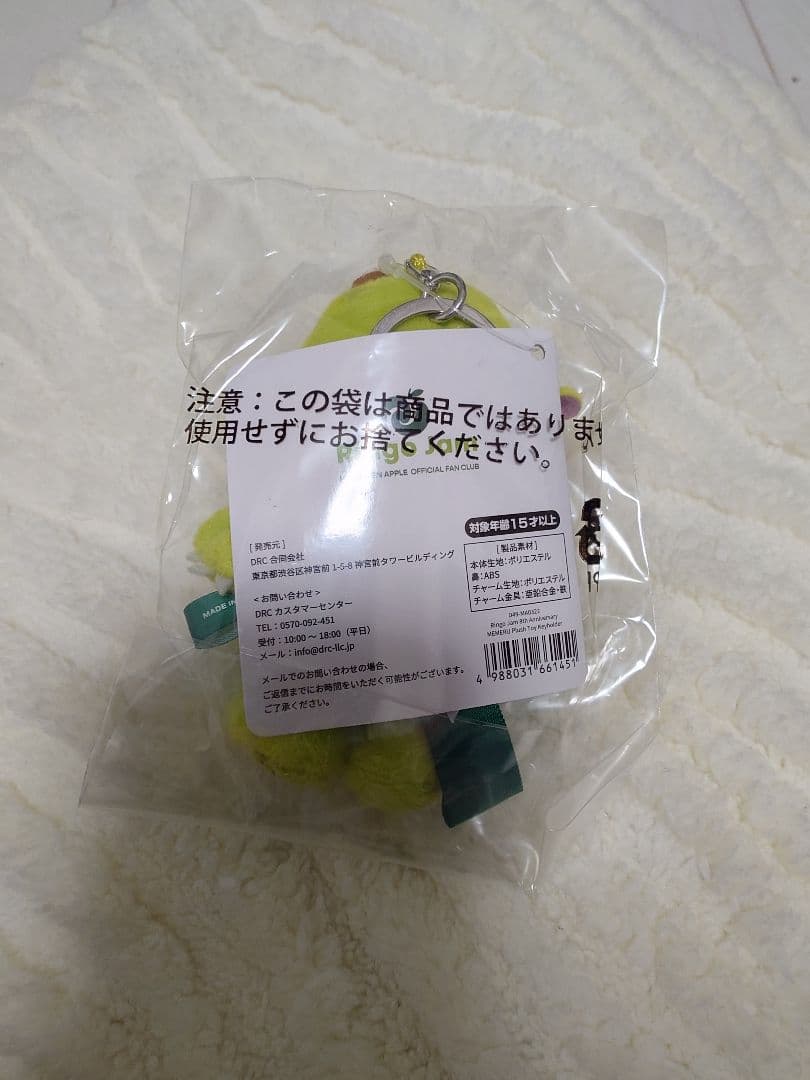 注意：この袋は商品ではありませ
使用せずにお捨てください。
Ringo Jam
EN APPLE OFFICIAL FAN CLUB
対象年齢15才以上
[ 発売元 ]
DRC 合同会社
東京都渋谷区神宮前 1-5-8 神宮前タワービルディング
< お問い合わせ >
DRC カスタマーセンター
TEL：0570-092-451
受付：10:00 ～ 18:00（平日）
メール：info@drc-llc.jp
メールでのお問い合わせの場合、
ご返信までにお時間をいただく可能性がございます。
ご了承ください。
[ 製品素材 ]
本体生地：ポリエステル
鼻：ABS
チャーム生地：ポリエステル
チャーム金具：亜鉛合金・鉄
Ringo Jam 8th Anniversary
MEMERU Plush Toy Keyholder
4 988031 661451
MADE IN